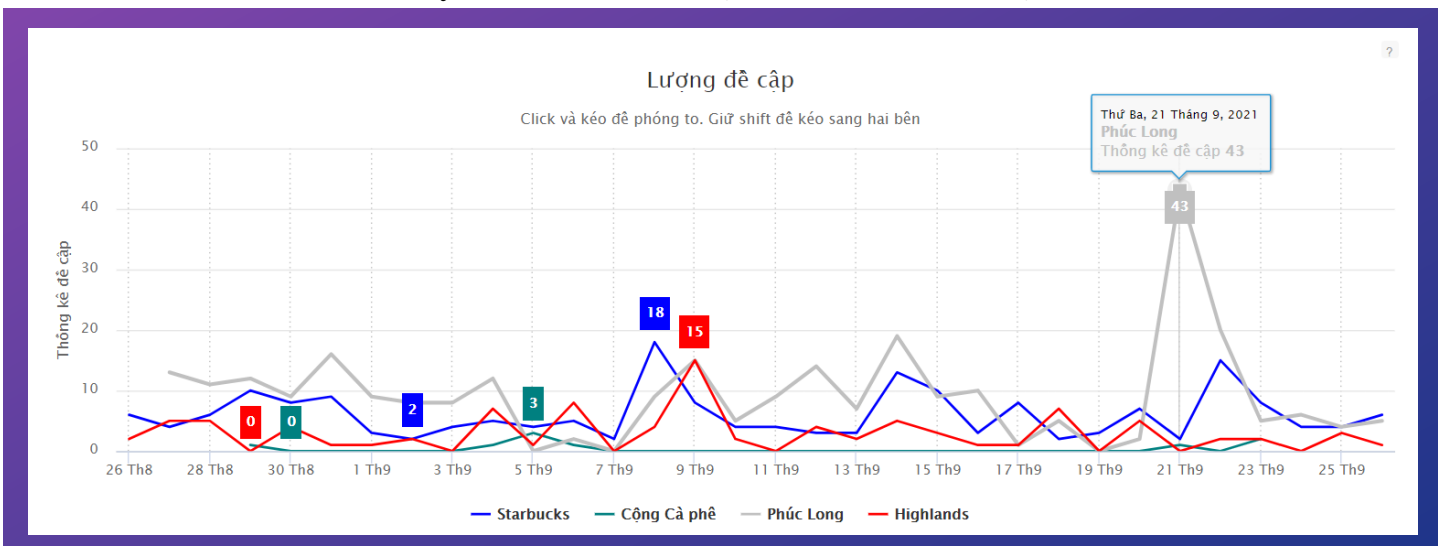 ?
Lượng đề cập
Click và kéo để phóng to. Giữ shift để kéo sang hai bên
Thứ Ba, 21 Tháng 9, 2021
Phúc Long
Thống kê đề cập 43
Thống kê đề cập
50
40
30
20
10
0
43
18
15
3
2
0
0
26 Th8 28 Th8 30 Th8 1 Th9 3 Th9 5 Th9 7 Th9 9 Th9 11 Th9 13 Th9 15 Th9 17 Th9 19 Th9 21 Th9 23 Th9 25 Th9
Starbucks Cộng Cà phê Phúc Long Highlands